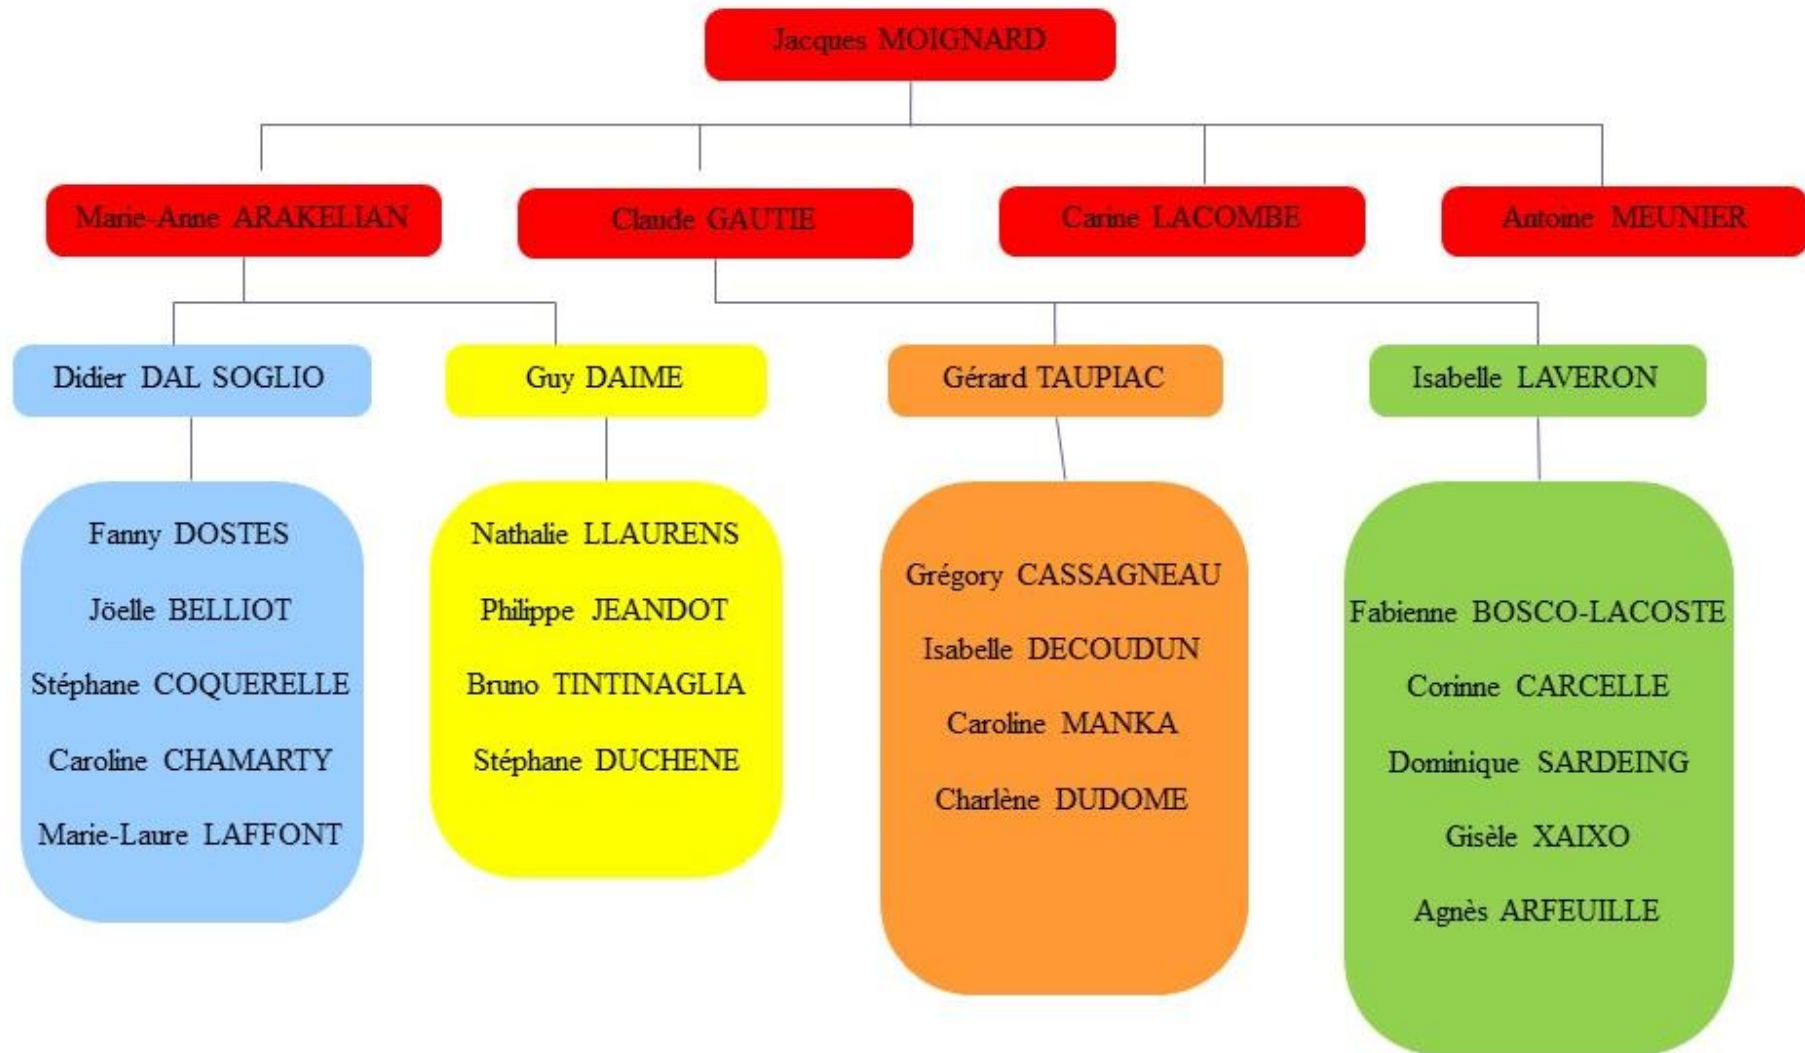 Jacques MOIGNARD
Marie-Anne ARAKELIAN
Claude GAUTIE
Carine LACOMBE
Antoine MEUNIER
Didier DAL SOGLIO
Guy DAIME
Gérard TAUPIAC
Isabelle LAVERON
Fanny DOSTES
Jöelle BELLIOT
Stéphane COQUERELLE
Caroline CHAMARTY
Marie-Laure LAFFONT
Nathalie LLAURENS
Philippe JEANDOT
Bruno TINTINAGLIA
Stéphane DUCHENE
Grégory CASSAGNEAU
Isabelle DECOUDUN
Caroline MANKA
Charlène DUDOME
Fabienne BOSCO-LACOSTE
Corinne CARCELLE
Dominique SARDEING
Gisèle XAIXO
Agnès ARFEUILLE